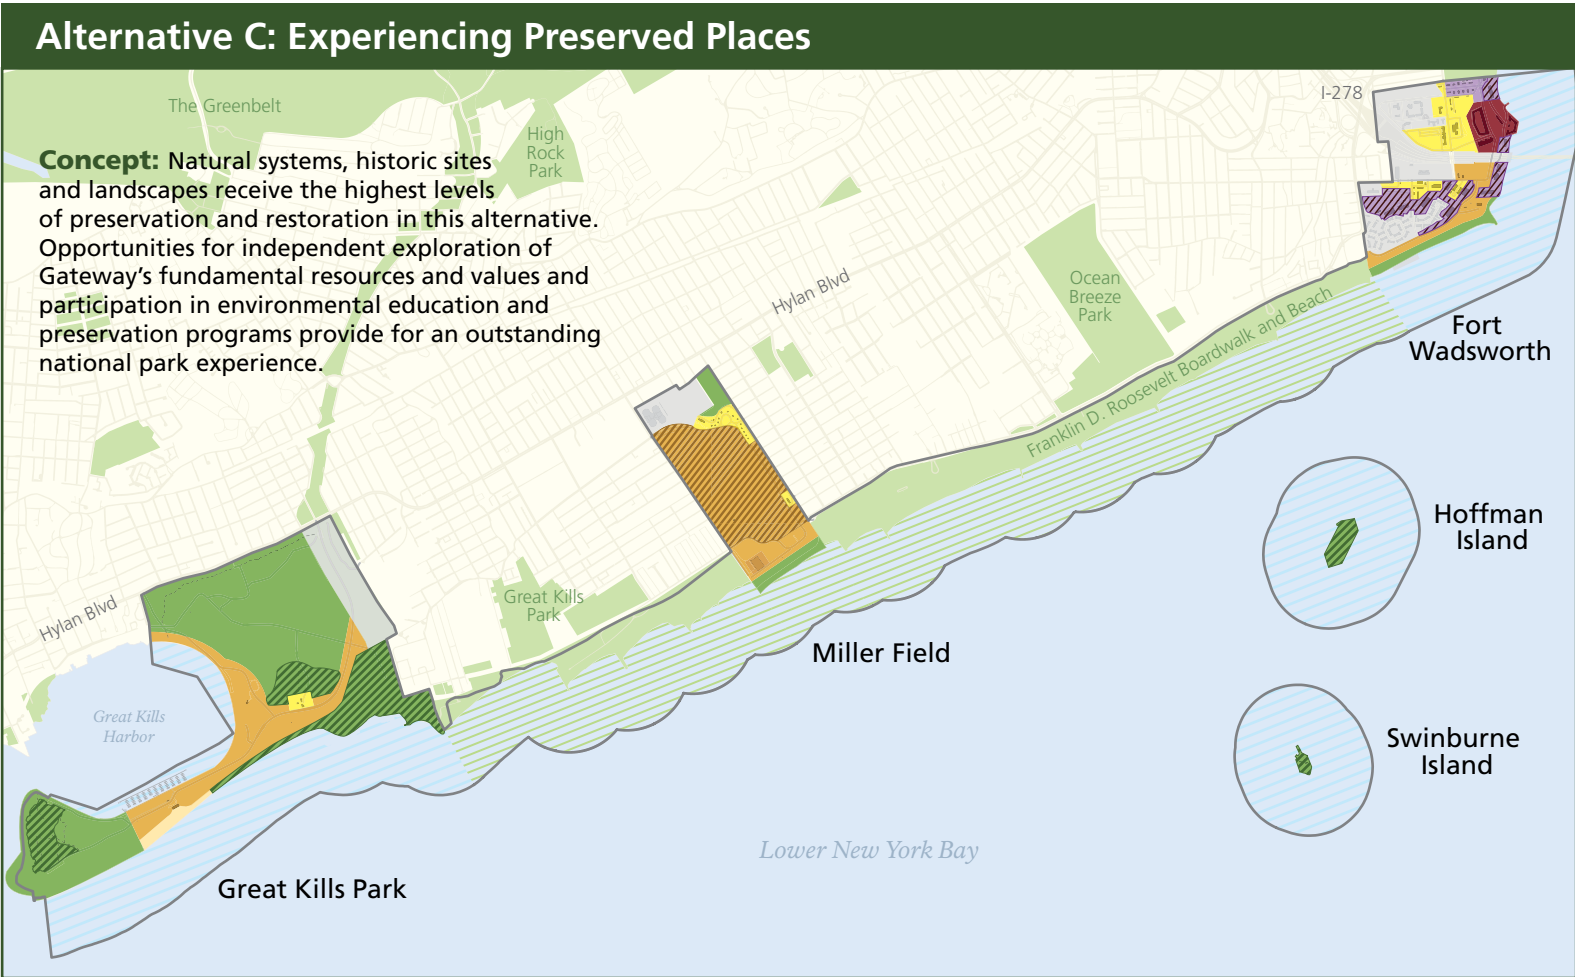 Alternative C: Experiencing Preserved Places
The Greenbelt
High
Rock
Park
I-278
Concept: Natural systems, historic sites
and landscapes receive the highest levels
of preservation and restoration in this alternative.
Opportunities for independent exploration of
Gateway's fundamental resources and values and
participation in environmental education and
preservation programs provide for an outstanding
national park experience.
Hylan Blvd
Ocean
Breeze
Park
Franklin D. Roosevelt Boardwalk and Beach
Fort
Wadsworth
Hoffman
Island
Great Kills
Park
Hylan Blvd
Miller Field
Great Kills
Harbor
Swinburne
Island
Lower New York Bay
Great Kills Park